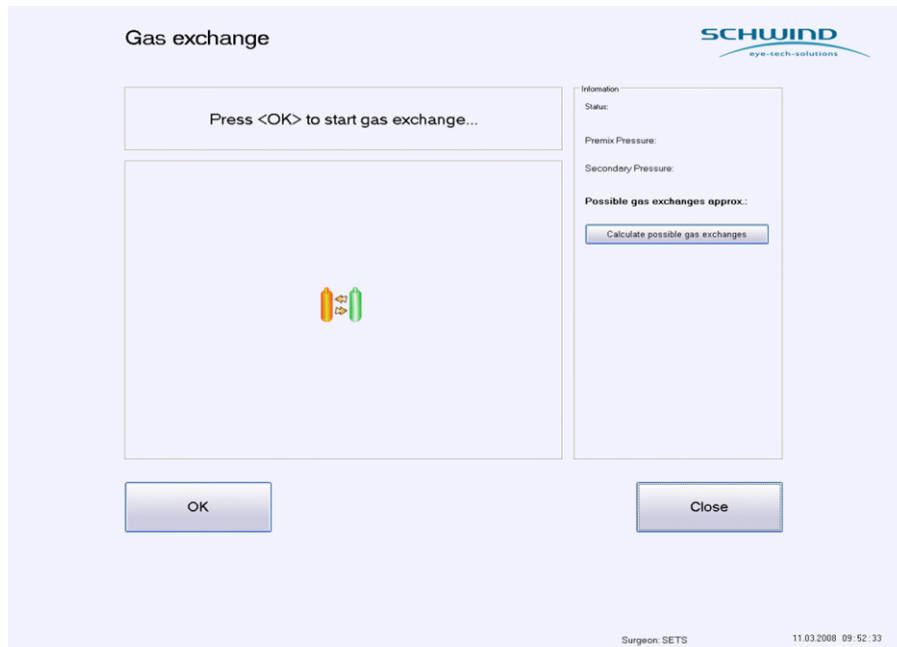 Gas exchange
SCHWIND
eye-tech-solutions
Press <OK> to start gas exchange...
Information
Status:
Premix Pressure:
Secondary Pressure:
Possible gas exchanges approx.:
Calculate possible gas exchanges
OK
Close
Surgeon: SETS
11.03.2008 09:52:33